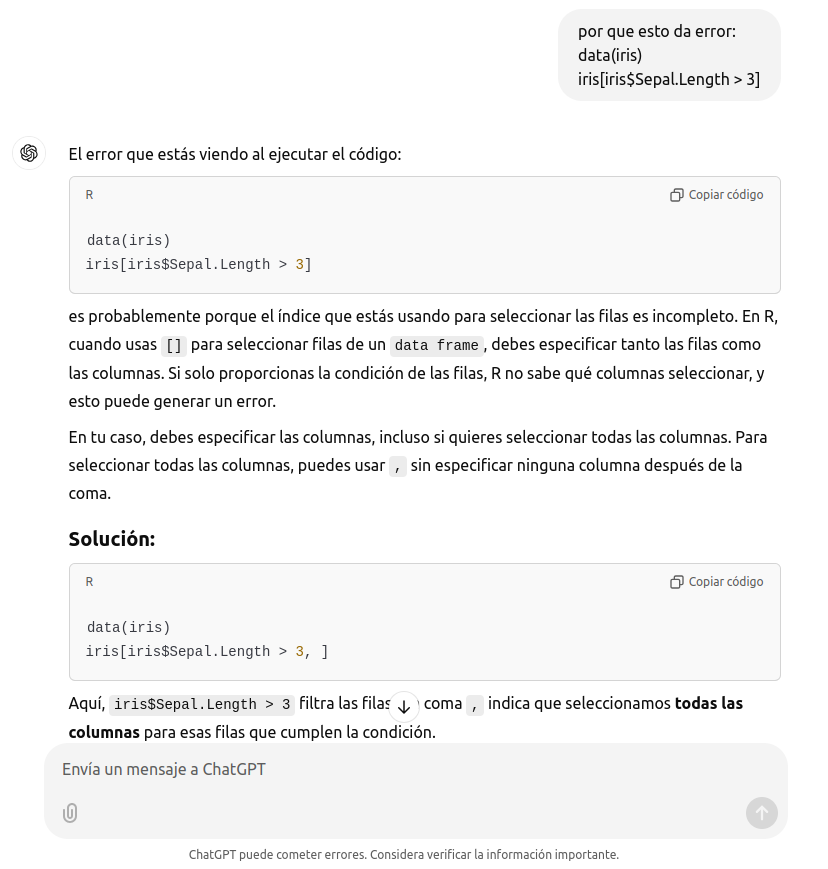 por que esto da error:
data(iris)
iris[iris$Sepal.Length > 3]
El error que estás viendo al ejecutar el código:
R Copiar código
data(iris)
iris[iris$Sepal.Length > 3]
es probablemente porque el índice que estás usando para seleccionar las filas es incompleto. En R,
cuando usas [] para seleccionar filas de un data frame, debes especificar tanto las filas como
las columnas. Si solo proporcionas la condición de las filas, R no sabe qué columnas seleccionar, y
esto puede generar un error.
En tu caso, debes especificar las columnas, incluso si quieres seleccionar todas las columnas. Para
seleccionar todas las columnas, puedes usar , sin especificar ninguna columna después de la
coma.
Solución:
R Copiar código
data(iris)
iris[iris$Sepal.Length > 3, ]
Aquí, iris$Sepal.Length > 3 filtra las filas coma , indica que seleccionamos todas las
columnas para esas filas que cumplen la condición.
Envía un mensaje a ChatGPT
ChatGPT puede cometer errores. Considera verificar la información importante.